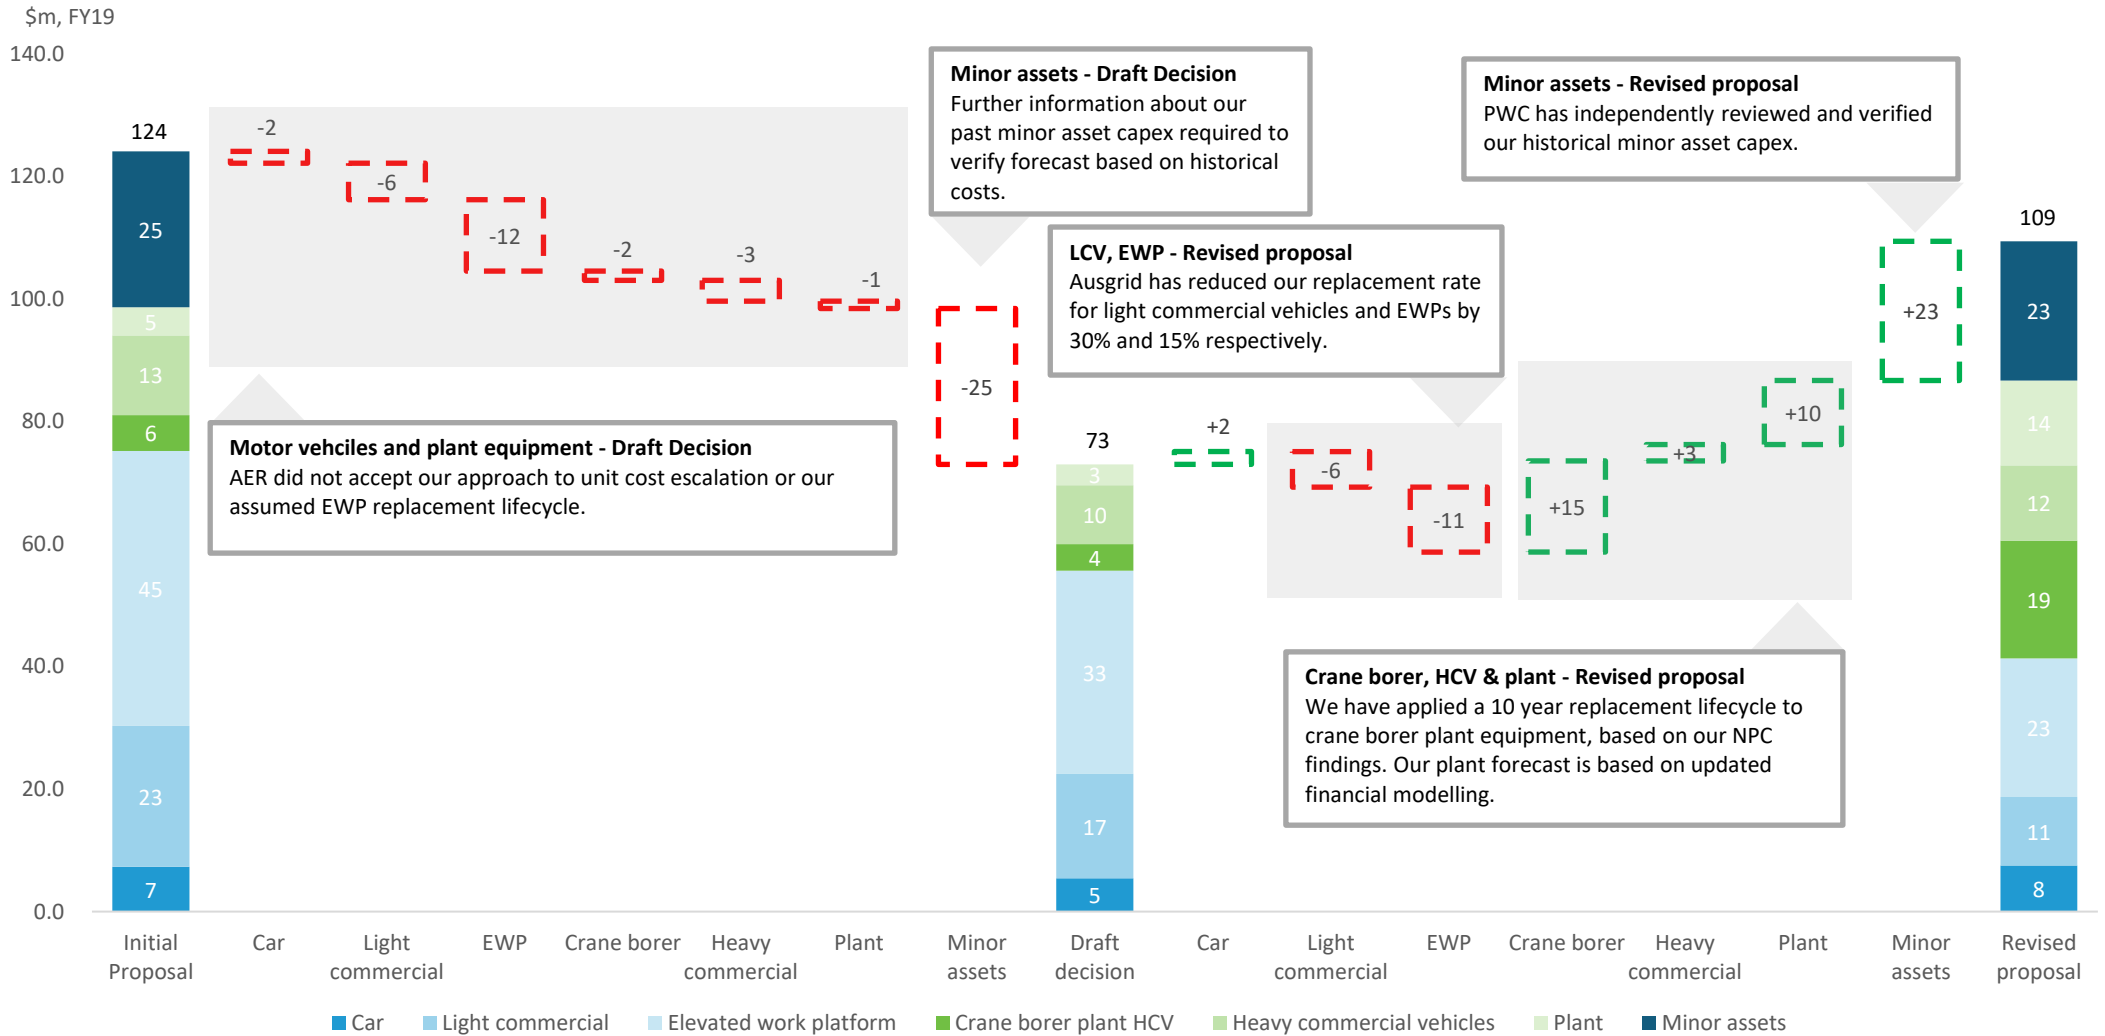 $m, FY19
140.0
120.0
100.0
80.0
60.0
40.0
20.0
0.0
124
25
5
13
6
45
23
7
-2
-6
-12
-2
-3
-1
-25
Motor vehciles and plant equipment - Draft Decision
AER did not accept our approach to unit cost escalation or our
assumed EWP replacement lifecycle.
Minor assets - Draft Decision
Further information about our
past minor asset capex required to
verify forecast based on historical
costs.
73
3
10
4
33
17
5
+2
-6
-11
+15
+3
+10
+23
LCV, EWP - Revised proposal
Ausgrid has reduced our replacement rate
for light commercial vehicles and EWPs by
30% and 15% respectively.
Minor assets - Revised proposal
PWC has independently reviewed and verified
our historical minor asset capex.
Crane borer, HCV & plant - Revised proposal
We have applied a 10 year replacement lifecycle to
crane borer plant equipment, based on our NPC
findings. Our plant forecast is based on updated
financial modelling.
109
23
14
12
19
23
11
8
Initial
Proposal
Car
Light
commercial
EWP
Crane borer
Heavy
commercial
Plant
Minor
assets
Draft
decision
Car
Light
commercial
EWP
Crane borer
Heavy
commercial
Plant
Minor
assets
Revised
proposal
Car
Light commercial
Elevated work platform
Crane borer plant HCV
Heavy commercial vehicles
Plant
Minor assets